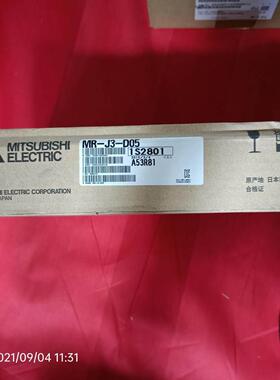 MITSUBISHI
ELECTRIC
MR-J3-D05
1S2801
A53R81
HI ELECTRIC CORPORATION
JAPAN
原产地 日本
合格证
2021/09/04 11:31